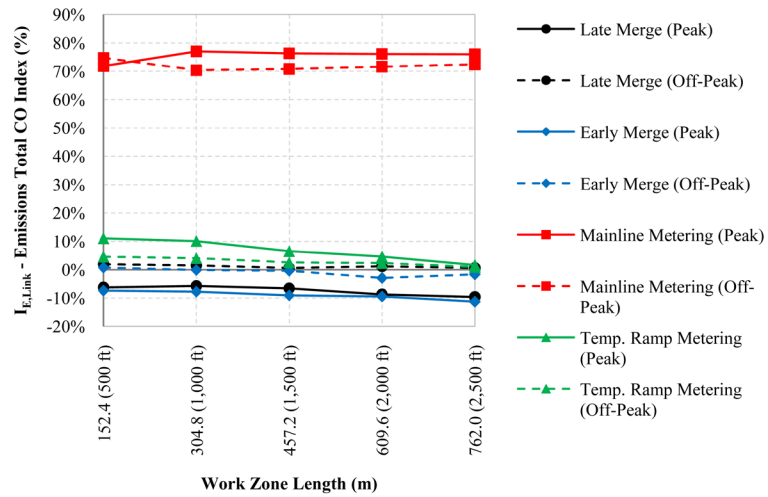 I_E,Link - Emissions Total CO Index (%)
90%
80%
70%
60%
50%
40%
30%
20%
10%
0%
-10%
-20%
152.4 (500 ft)
304.8 (1,000 ft)
457.2 (1,500 ft)
609.6 (2,000 ft)
762.0 (2,500 ft)
Work Zone Length (m)
Late Merge (Peak)
Late Merge (Off-Peak)
Early Merge (Peak)
Early Merge (Off-Peak)
Mainline Metering (Peak)
Mainline Metering (Off-
Peak)
Temp. Ramp Metering
(Peak)
Temp. Ramp Metering
(Off-Peak)